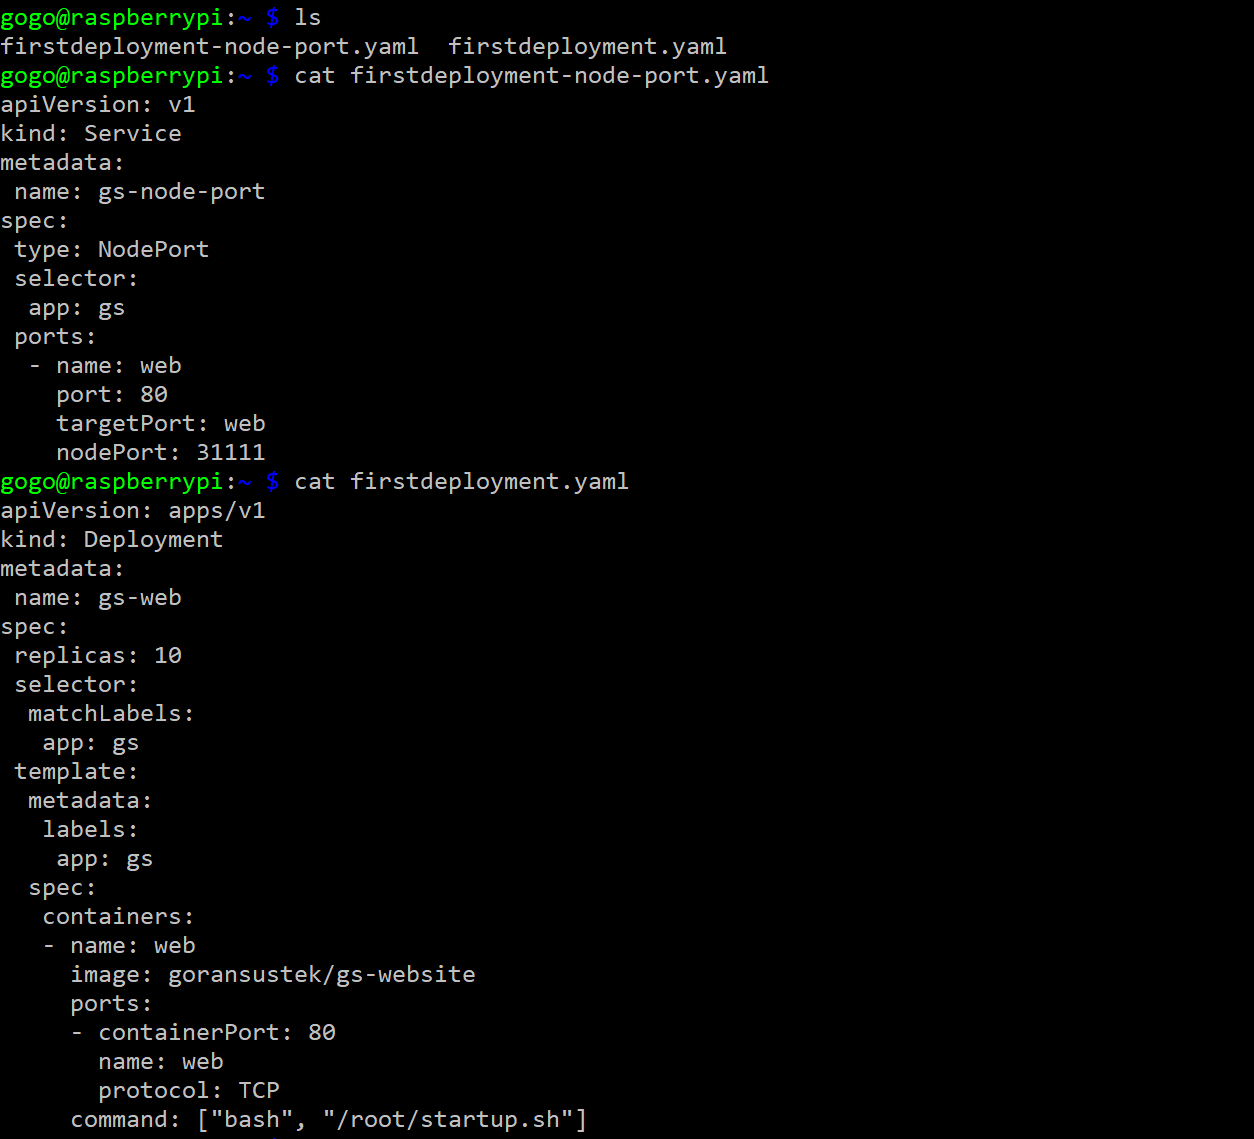 gogo@raspberrypi:~ $ ls
firstdeployment-node-port.yaml  firstdeployment.yaml
gogo@raspberrypi:~ $ cat firstdeployment-node-port.yaml
apiVersion: v1
kind: Service
metadata:
 name: gs-node-port
spec:
 type: NodePort
 selector:
  app: gs
 ports:
  - name: web
    port: 80
    targetPort: web
    nodePort: 31111
gogo@raspberrypi:~ $ cat firstdeployment.yaml
apiVersion: apps/v1
kind: Deployment
metadata:
 name: gs-web
spec:
 replicas: 10
 selector:
  matchLabels:
   app: gs
 template:
  metadata:
   labels:
    app: gs
  spec:
   containers:
   - name: web
     image: goransustek/gs-website
     ports:
     - containerPort: 80
       name: web
       protocol: TCP
     command: ["bash", "/root/startup.sh"]